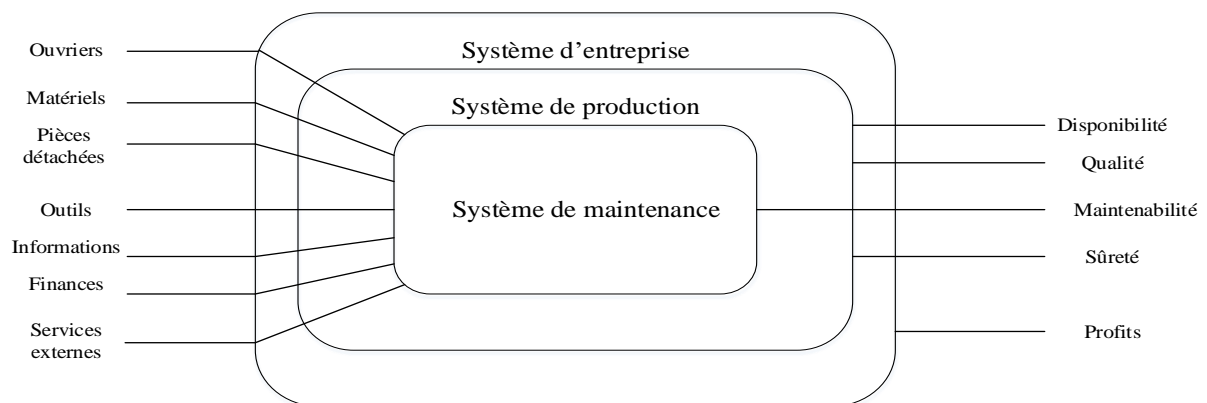 Ouvriers
Matériels
Pièces
détachées
Outils
Informations
Finances
Services
externes
Système d'entreprise
Système de production
Système de maintenance
Disponibilité
Qualité
Maintenabilité
Sûreté
Profits